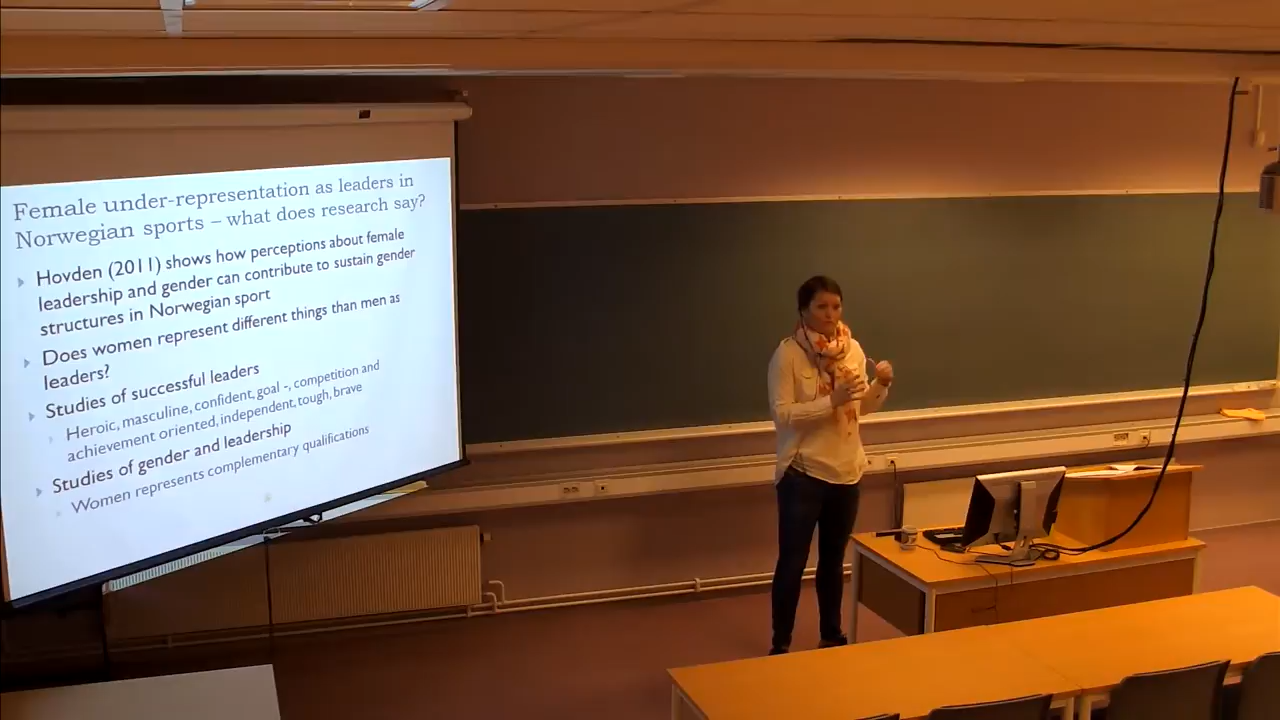 Female under-representation as leaders in
Norwegian sports – what does research say?
Hovden (2011) shows how perceptions about female
leadership and gender can contribute to sustain gender
structures in Norwegian sport
Does women represent different things than men as
leaders?
Studies of successful leaders
Heroic, masculine, confident, goal -, competition and
achievement oriented, independent, tough, brave
Studies of gender and leadership
Women represents complementary qualifications